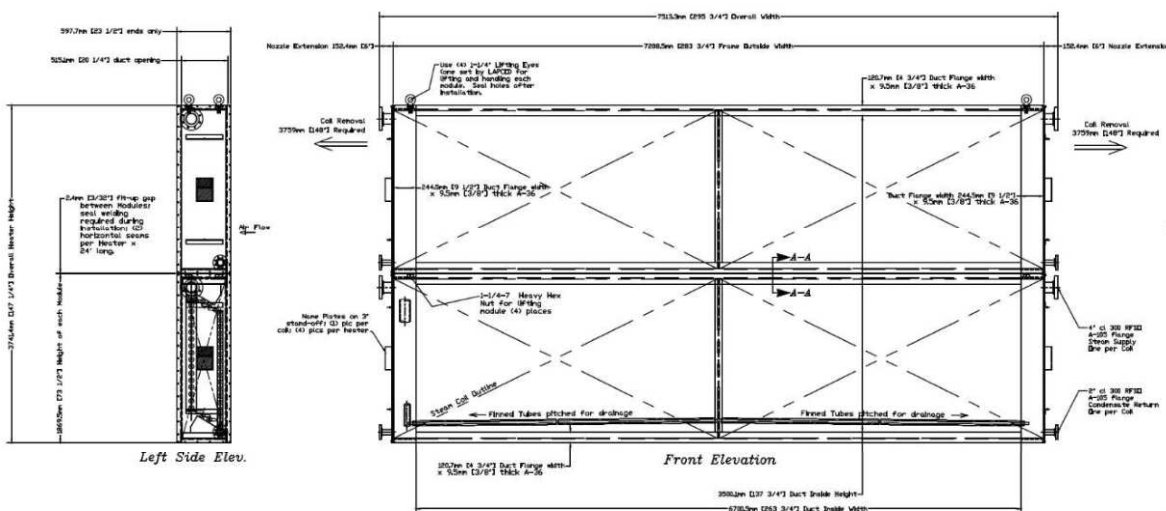 7513.3mm [295 3/4"] Overall Width
597.7mm [23 1/2"] ends only
Nozzle Extension 152.4mm [6"]
7208.5mm [283 3/4"] Frame Outside Width
152.4mm [6"] Nozzle Extension
515.1mm [20 1/4"] duct opening
Use (4) 1-1/4" Lifting Eyes
(one set by LAPCED for
lifting and handling each
module. Seal holes after
Installation.
120.7mm [4 3/4"] Duct Flange width
x 9.5mm [3/8"] thick A-36
Coil Removal
3759mm [148"] Required
Coil Removal
3759mm [148"] Required
2.4mm [3/32"] fit-up gap
between Modules;
seal welding
required during
Installation; (2)
horizontal seams
per Heater x
24' long.
244.5mm [9 1/2"] Duct Flange width
x 9.5mm [3/8"] thick A-36
Duct Flange width 244.5mm [9 1/2"]
x 9.5mm [3/8"] thick A-36
Air Flow
3741.4mm [147 1/4"] Overall Heater Height
A-A
A-A
1-1/4-7 Heavy Hex
Nut for lifting
module (4) places
Name Plates on 3"
stand-off; (1) plc per
coil; (4) plcs per heater
4" cl 300 RFSO
A-105 flange
Steam Supply
One per Coil
1869.5mm [73 1/2"] Height of each Module
Steam Coil Outline
2" cl 300 RFSO
A-105 flange
Condensate Return
One per Coil
Finned Tubes pitched for drainage
Finned Tubes pitched for drainage
Left Side Elev.
Front Elevation
120.7mm [4 3/4"] Duct Flange width
x 9.5mm [3/8"] thick A-36
3500.1mm [137 3/4"] Duct Inside Height
6700.5mm [263 3/4"] Duct Inside Width